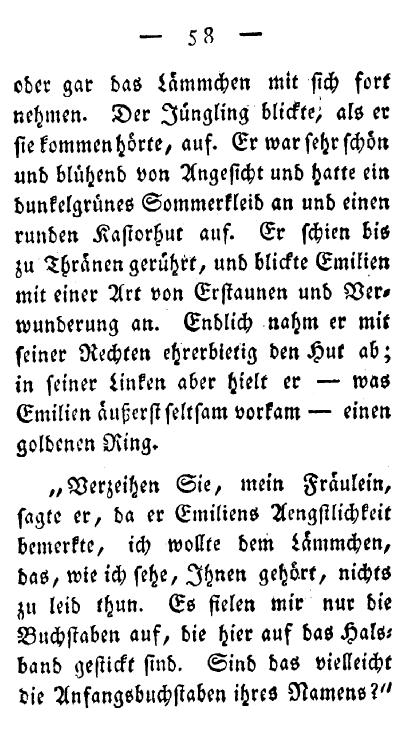 — 58 —
oder gar das Lämmchen mit sich fort
nehmen. Der Jüngling blickte, als er
sie kommen hörte, auf. Er war sehr schön
und blühend von Angesicht und hatte ein
dunkelgrünes Sommerkleid an und einen
runden Kastorhut auf. Er schien bis
zu Thränen gerührt, und blickte Emilien
mit einer Art von Erstaunen und Ver-
wunderung an. Endlich nahm er mit
seiner Rechten ehrerbietig den Hut ab;
in seiner Linken aber hielt er — was
Emilien äußerst seltsam vorkam — einen
goldenen Ring.
„Verzeihen Sie, mein Fräulein,
sagte er, da er Emiliens Aengstlichkeit
bemerkte, ich wollte dem Lämmchen,
das, wie ich sehe, Ihnen gehört, nichts
zu leid thun. Es fielen mir nur die
Buchstaben auf, die hier auf das Hals-
band gestickt sind. Sind das vielleicht
die Anfangsbuchstaben ihres Namens?“